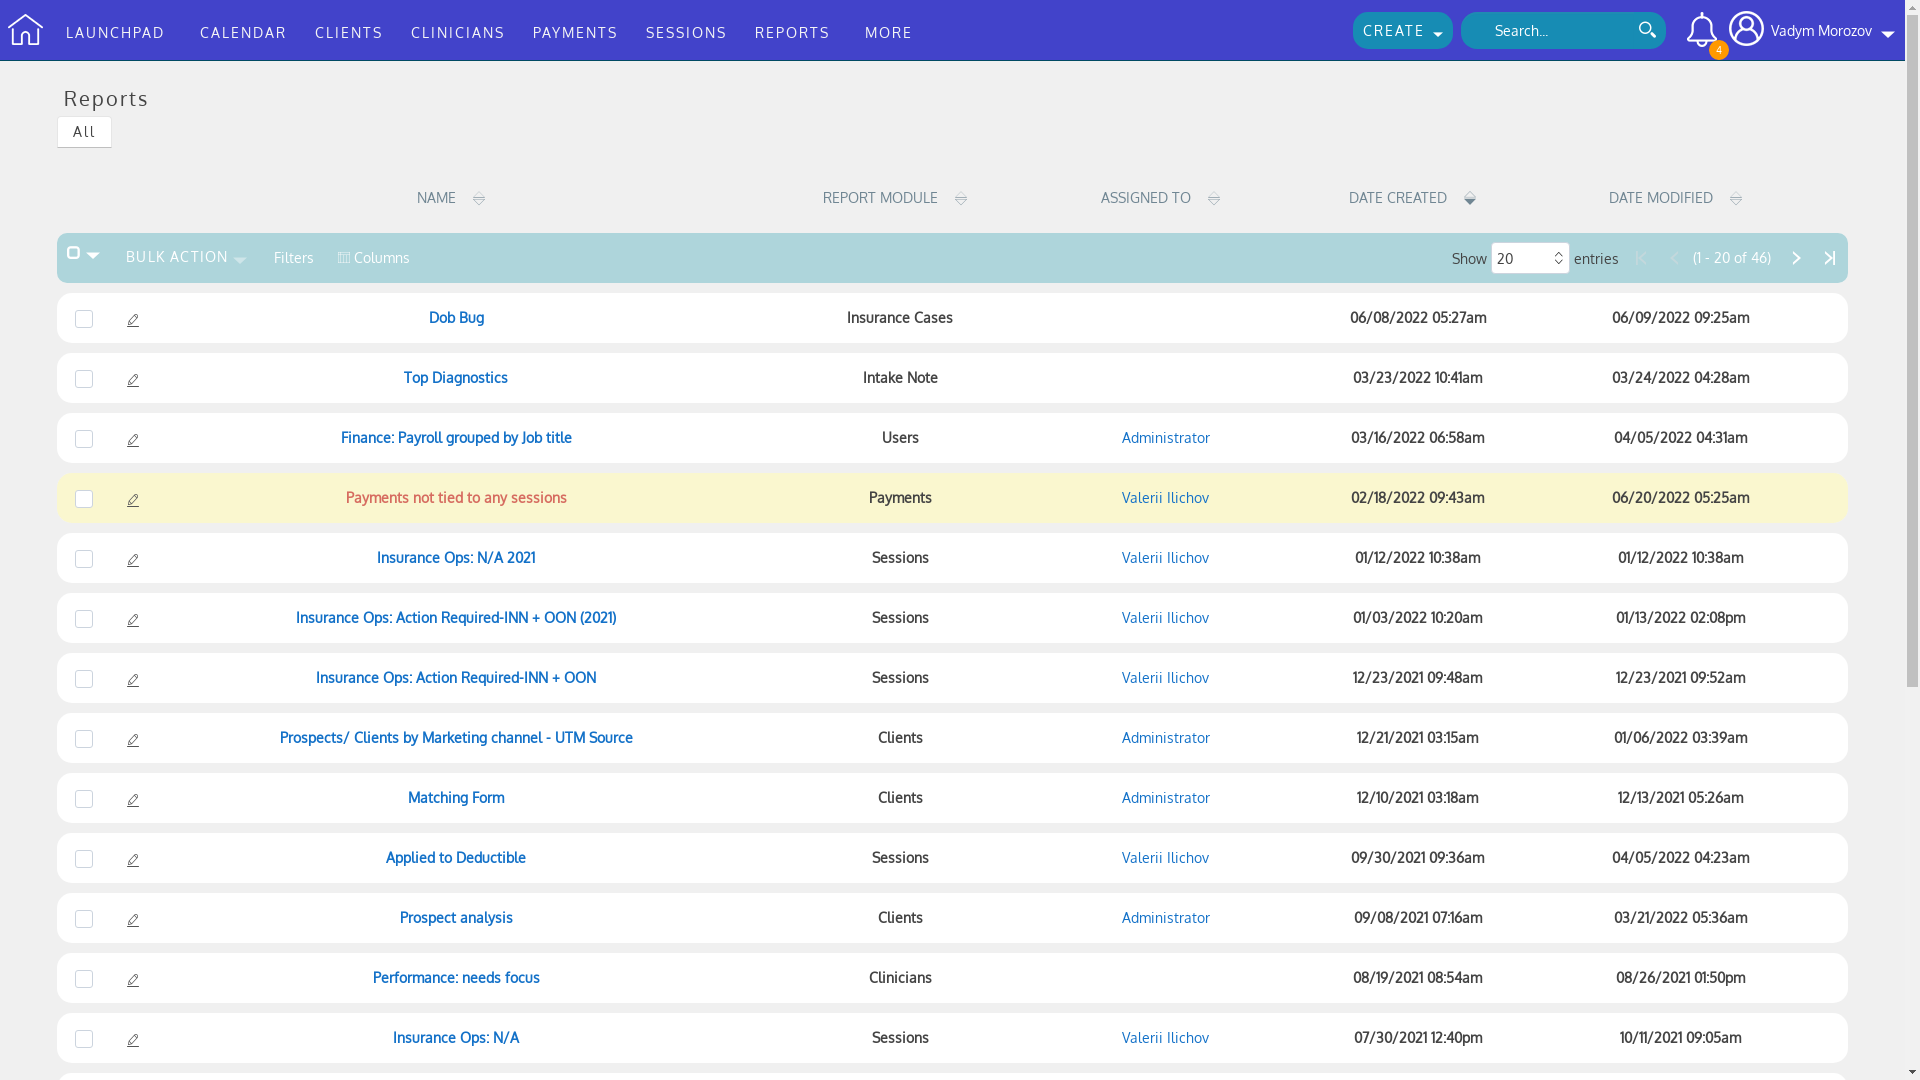 LAUNCHPAD CALENDAR CLIENTS CLINICIANS PAYMENTS SESSIONS REPORTS MORE CREATE Search... 4 Vadym Morozov
Reports
All
NAME REPORT MODULE ASSIGNED TO DATE CREATED DATE MODIFIED
BULK ACTION Filters Columns Show 20 entries (1 - 20 of 46)
Dob Bug Insurance Cases 06/08/2022 05:27am 06/09/2022 09:25am
Top Diagnostics Intake Note 03/23/2022 10:41am 03/24/2022 04:28am
Finance: Payroll grouped by Job title Users Administrator 03/16/2022 06:58am 04/05/2022 04:31am
Payments not tied to any sessions Payments Valerii Ilichov 02/18/2022 09:43am 06/20/2022 05:25am
Insurance Ops: N/A 2021 Sessions Valerii Ilichov 01/12/2022 10:38am 01/12/2022 10:38am
Insurance Ops: Action Required-INN + OON (2021) Sessions Valerii Ilichov 01/03/2022 10:20am 01/13/2022 02:08pm
Insurance Ops: Action Required-INN + OON Sessions Valerii Ilichov 12/23/2021 09:48am 12/23/2021 09:52am
Prospects/ Clients by Marketing channel - UTM Source Clients Administrator 12/21/2021 03:15am 01/06/2022 03:39am
Matching Form Clients Administrator 12/10/2021 03:18am 12/13/2021 05:26am
Applied to Deductible Sessions Valerii Ilichov 09/30/2021 09:36am 04/05/2022 04:23am
Prospect analysis Clients Administrator 09/08/2021 07:16am 03/21/2022 05:36am
Performance: needs focus Clinicians 08/19/2021 08:54am 08/26/2021 01:50pm
Insurance Ops: N/A Sessions Valerii Ilichov 07/30/2021 12:40pm 10/11/2021 09:05am